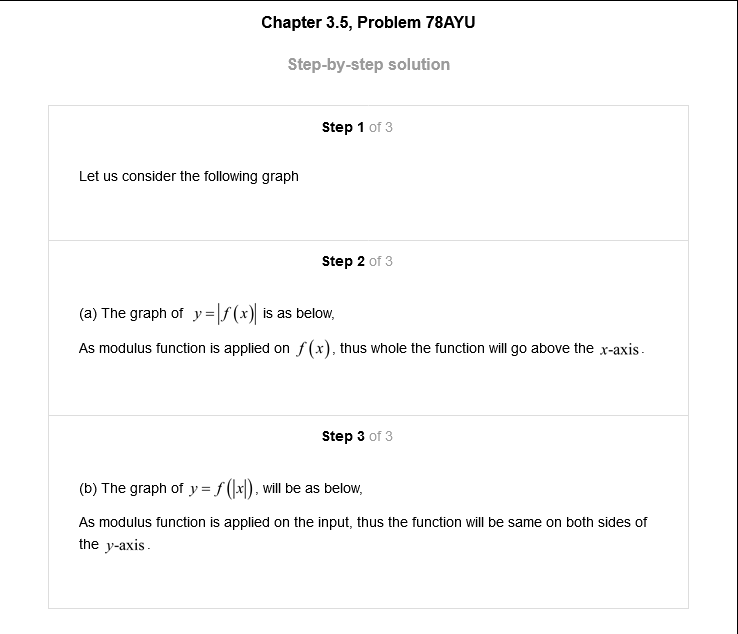 Chapter 3.5, Problem 78AYU
Step-by-step solution
Step 1 of 3
Let us consider the following graph
Step 2 of 3
(a) The graph of y=|f(x)| is as below,
As modulus function is applied on f(x), thus whole the function will go above the x-axis.
Step 3 of 3
(b) The graph of y=f(|x|), will be as below,
As modulus function is applied on the input, thus the function will be same on both sides of
the y-axis.